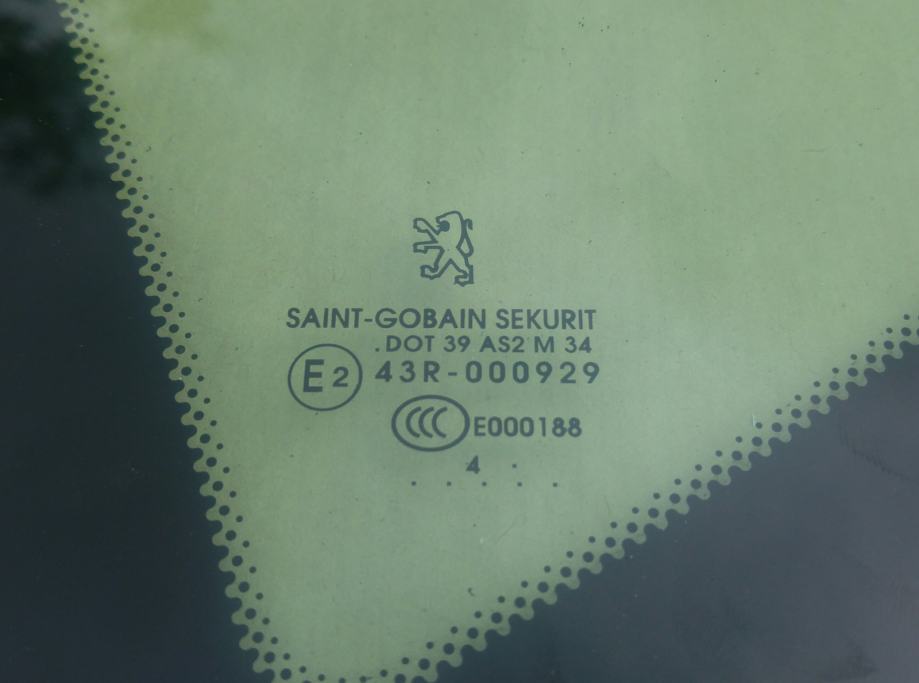 SAINT-GOBAIN SEKURIT
.DOT 39 AS2 M 34
E2 43R-000929
CCC E000188
4 .
. . . . .